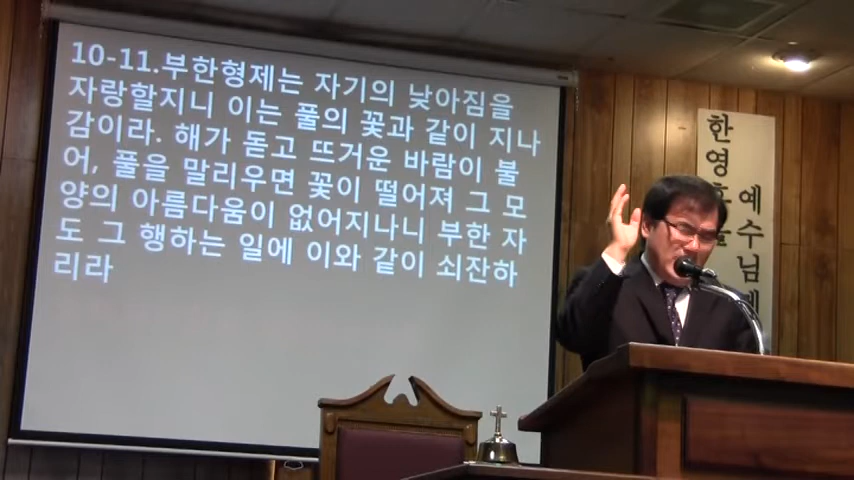 10-11.부한형제는 자기의 낮아짐을
자랑할지니 이는 풀의 꽃과 같이 지나
감이라. 해가 돋고 뜨거운 바람이 불
어, 풀을 말리우면 꽃이 떨어져 그 모
양의 아름다움이 없어지나니 부한 자
도 그 행하는 일에 이와 같이 쇠잔하
리라
한영혼을
예수님께